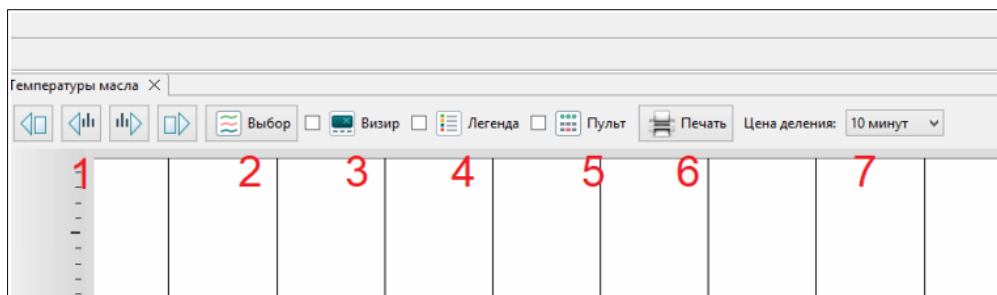 Температуры масла
Выбор Визир Легенда Пульт Печать Цена деления: 10 минут
1 2 3 4 5 6 7